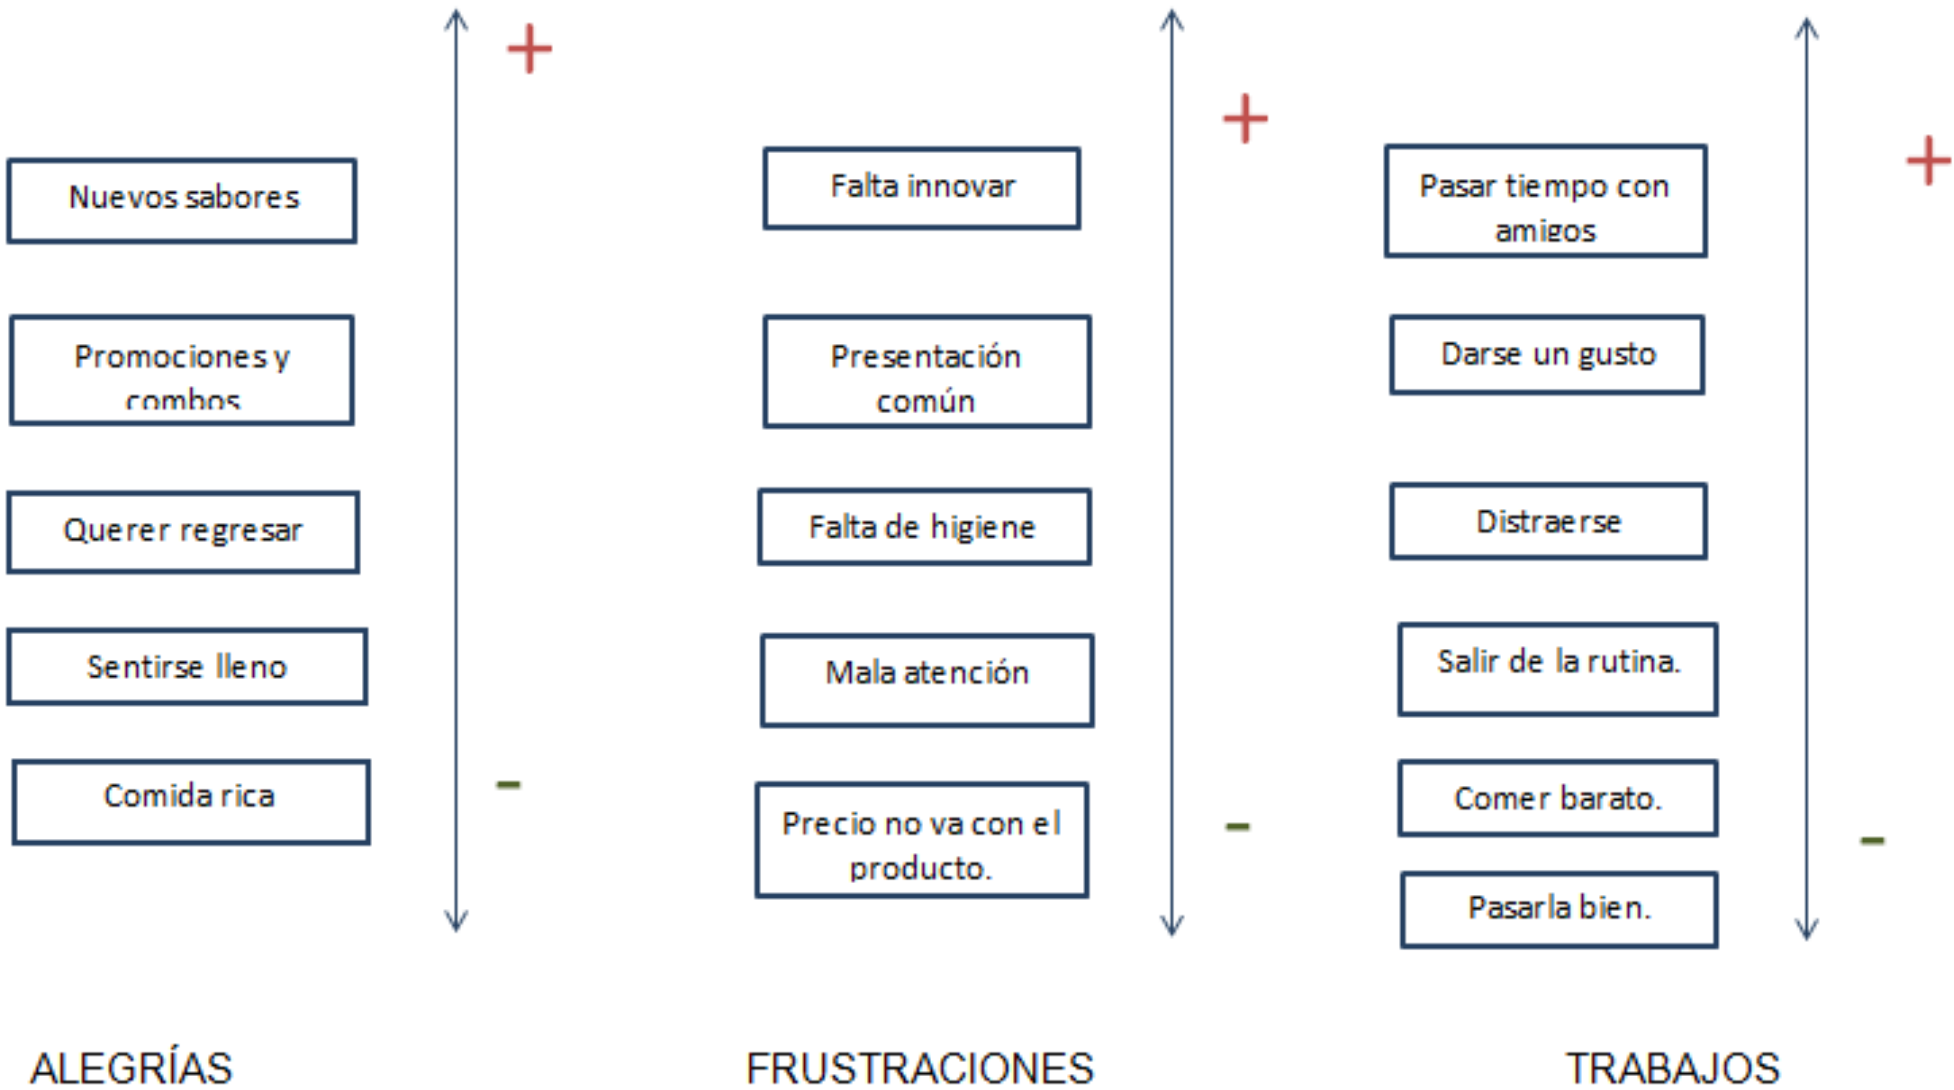 +
Nuevos sabores
Promociones y
combos
Querer regresar
Sentirse lleno
Comida rica
-
ALEGRÍAS
+
Falta innovar
Presentación
común
Falta de higiene
Mala atención
Precio no va con el
producto.
-
FRUSTRACIONES
+
Pasar tiempo con
amigos
Darse un gusto
Distraerse
Salir de la rutina.
Comer barato.
Pasarla bien.
-
TRABAJOS